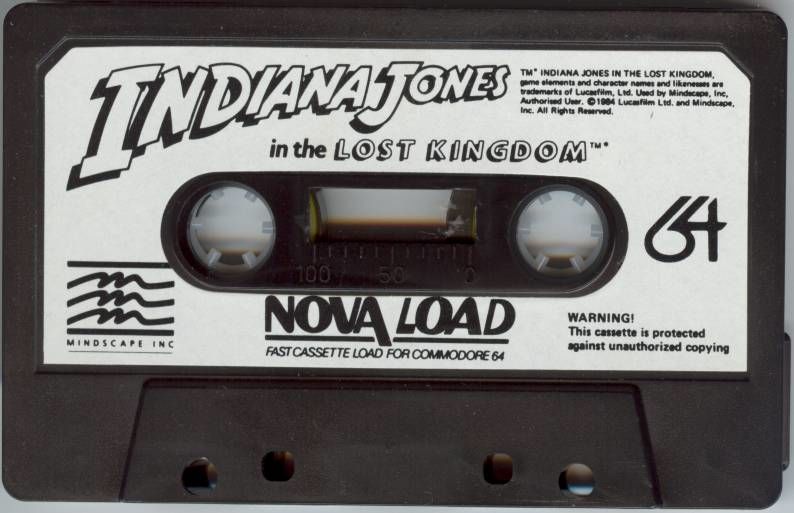 INDIANA JONES
in the LOST KINGDOM™*
TM* INDIANA JONES IN THE LOST KINGDOM,
game elements and character names and likenesses are
trademarks of Lucasfilm, Ltd. Used by Mindscape, Inc,
Authorised User. ©1984 Lucasfilm Ltd. and Mindscape,
Inc. All Rights Reserved.
64
100 50 0
MINDSCAPE INC
NOVA LOAD
FAST CASSETTE LOAD FOR COMMODORE 64
WARNING!
This cassette is protected
against unauthorized copying